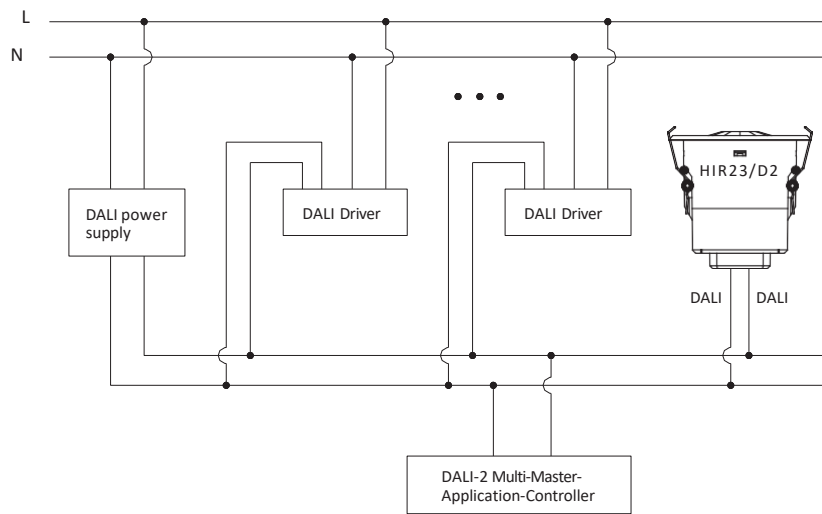 L
N
HIR23/D2
DALI power
supply
DALI Driver
DALI Driver
DALI
DALI
DALI-2 Multi-Master-
Application-Controller